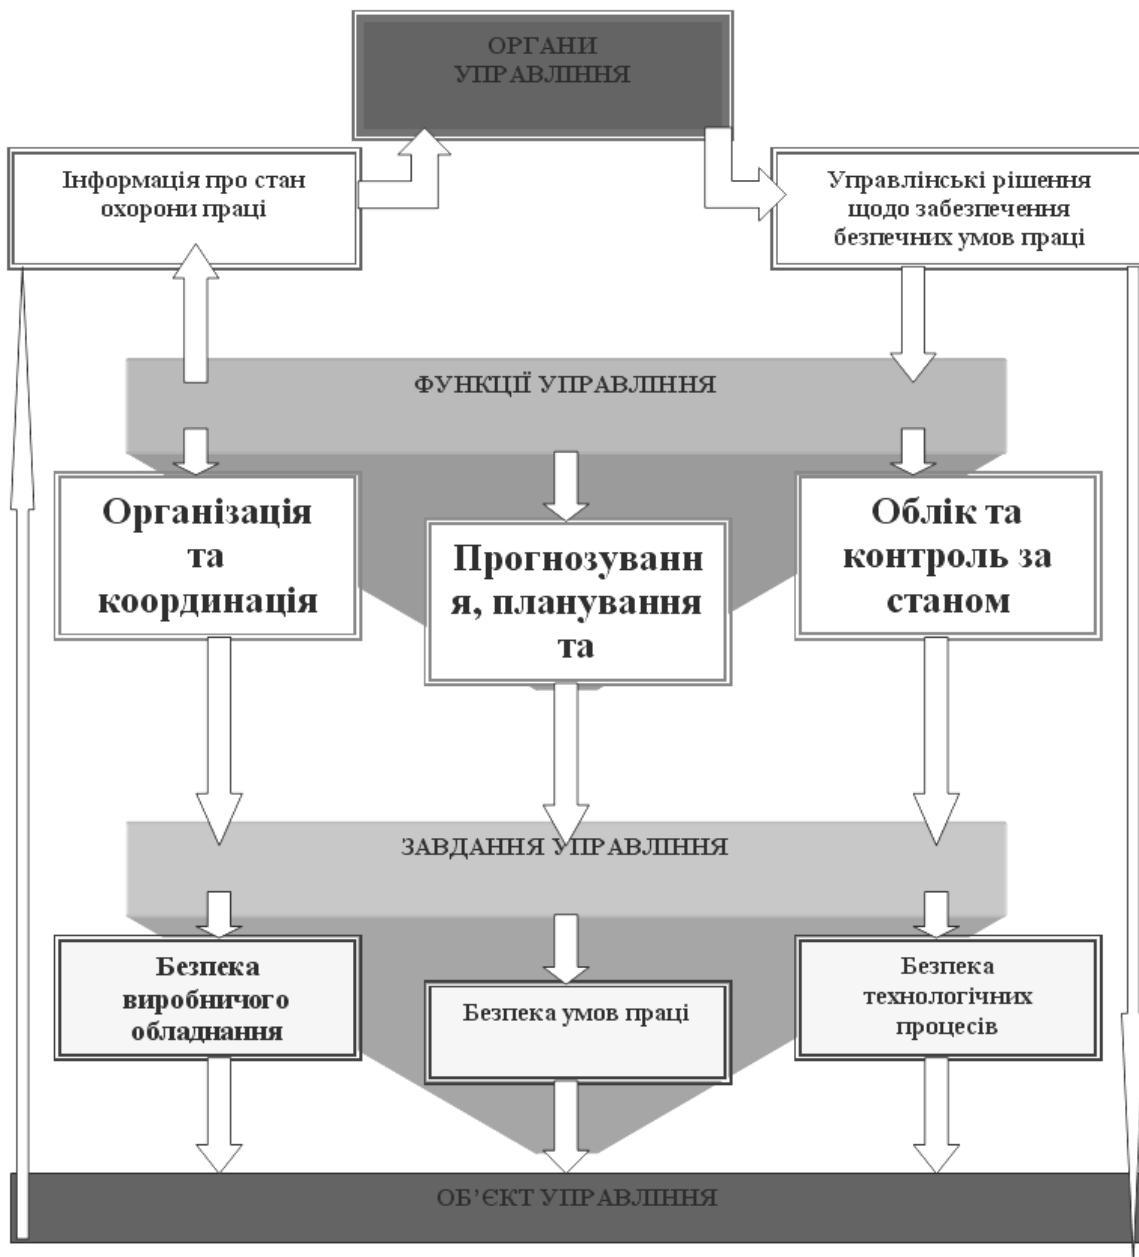 ОРГАНИ
УПРАВЛІННЯ
Інформація про стан
охорони праці
Управлінські рішення
щодо забезпечення
безпечних умов праці
ФУНКЦІЇ УПРАВЛІННЯ
Організація
та
координація
Прогнозуванн
я, планування
та
Облік та
контроль за
станом
ЗАВДАННЯ УПРАВЛІННЯ
Безпека
виробничого
обладнання
Безпека умов праці
Безпека
технологічних
процесів
ОБ’ЄКТ УПРАВЛІННЯ